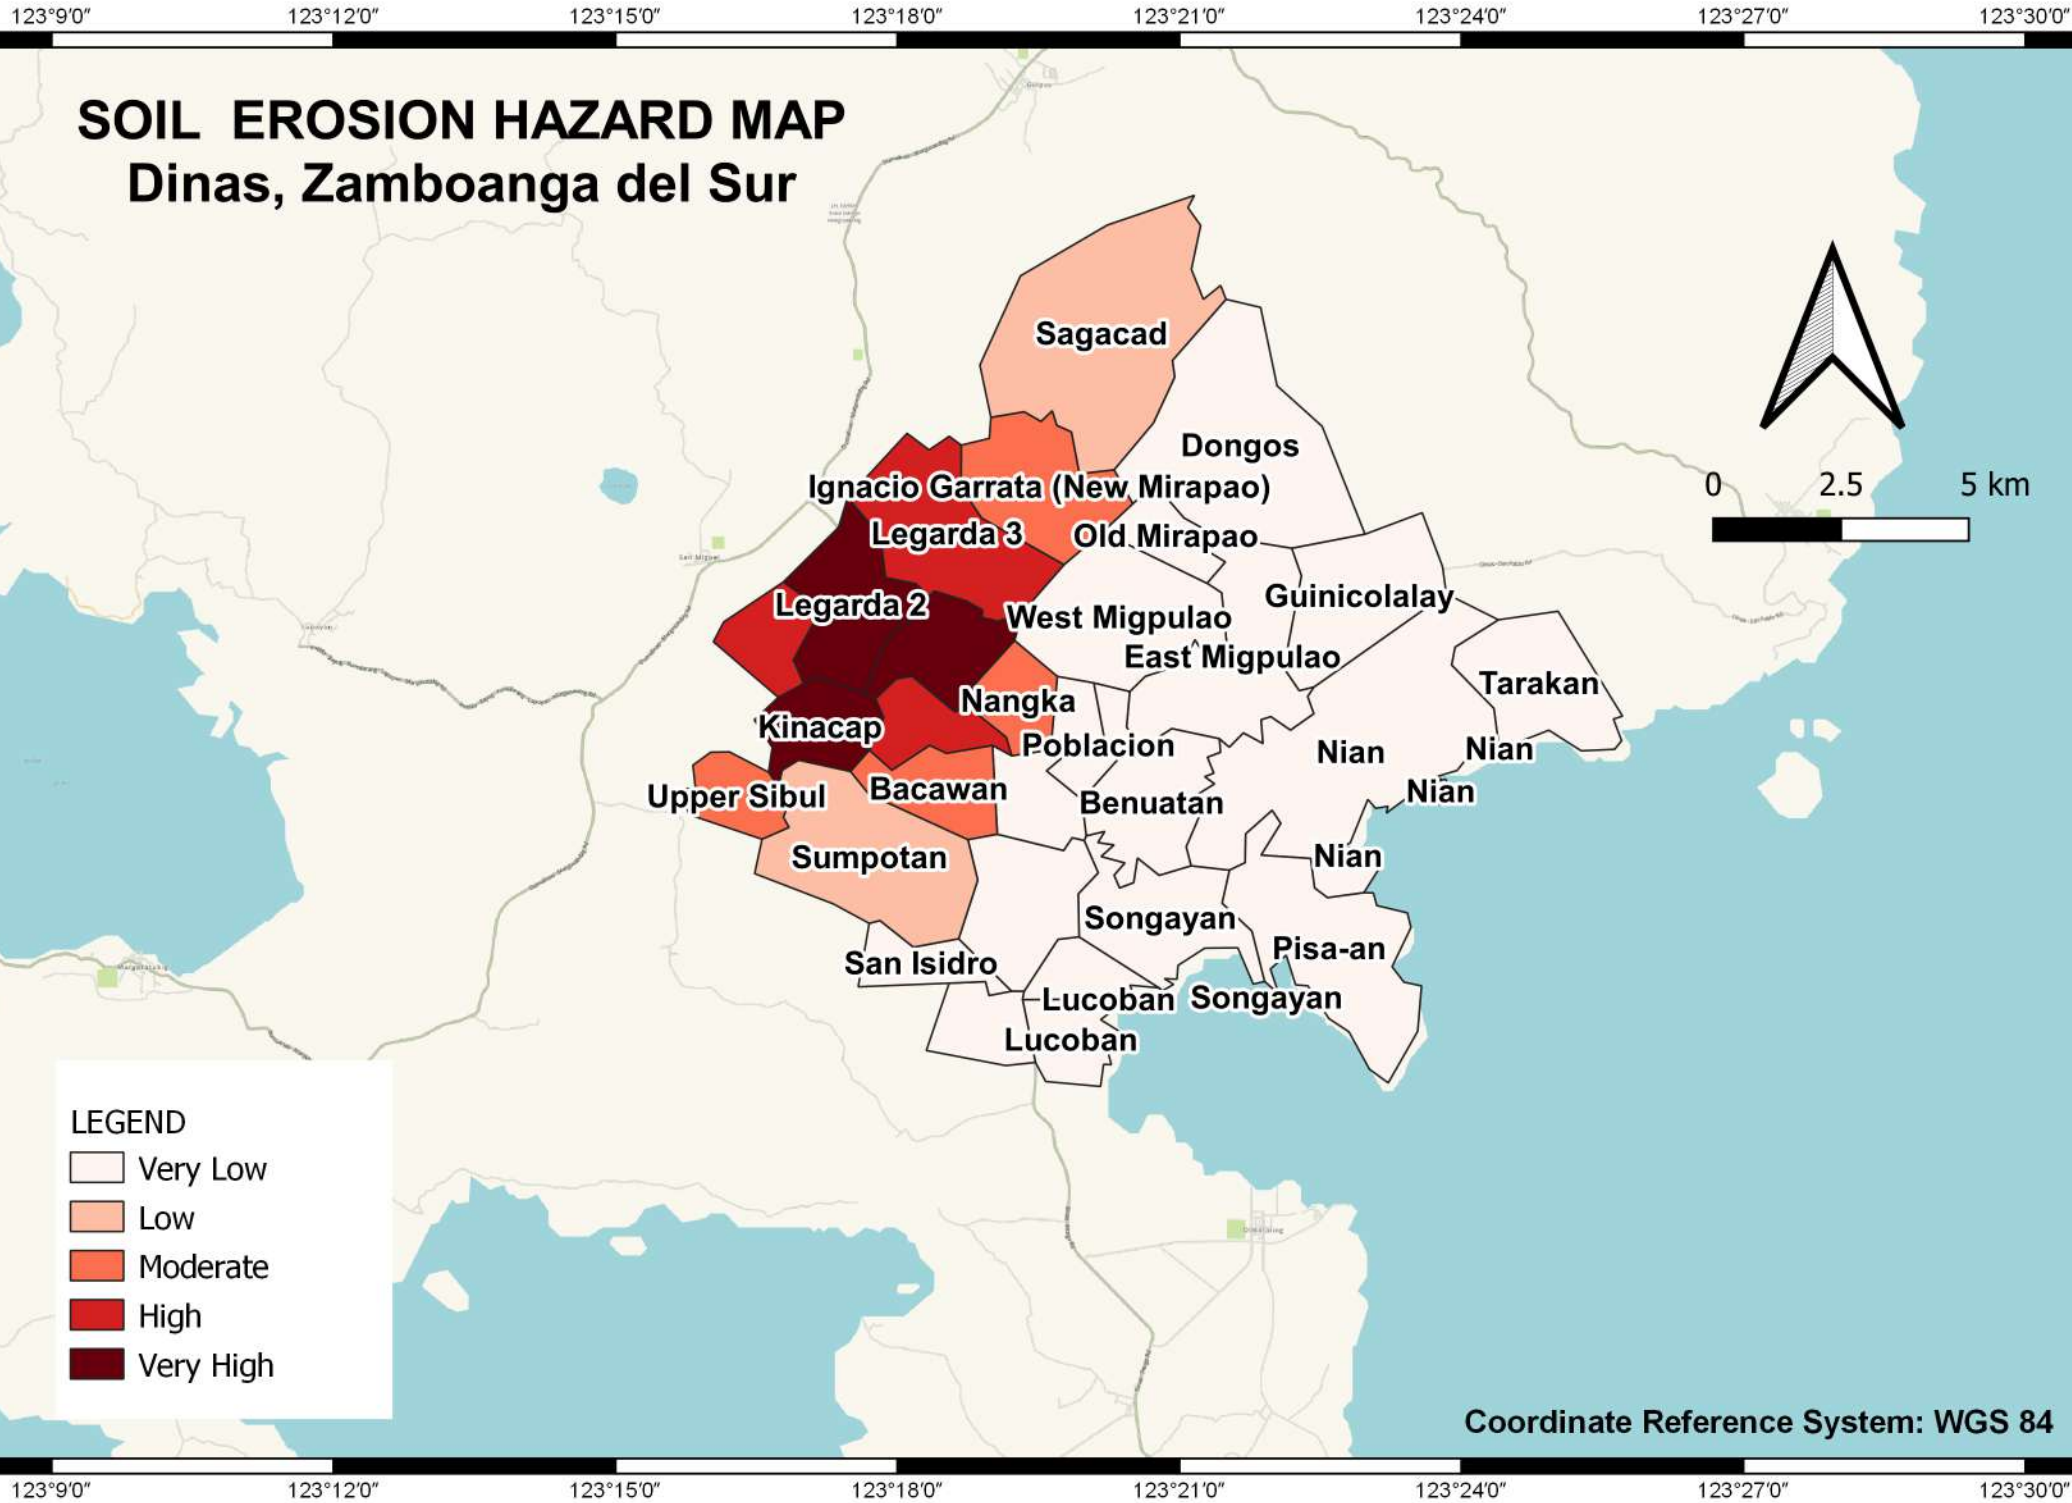 123°9′0″ 123°12′0″ 123°15′0″ 123°18′0″ 123°21′0″ 123°24′0″ 123°27′0″ 123°30′0″
SOIL EROSION HAZARD MAP
Dinas, Zamboanga del Sur
Sagacad
Dongos
Ignacio Garrata (New Mirapao)
Legarda 3
Old Mirapao
0 2.5 5 km
San Miguel
Legarda 2
West Migpulao
Guinicolalay
East Migpulao
Tarakan
Nangka
Kinacap
Poblacion
Nian
Nian
Upper Sibul
Bacawan
Benuatan
Nian
Sumpotan
Nian
Songayan
Pisa-an
San Isidro
Margosatubig
Lucoban
Songayan
Lucoban
LEGEND
Very Low
Low
Moderate
High
Very High
Coordinate Reference System: WGS 84
123°9′0″ 123°12′0″ 123°15′0″ 123°18′0″ 123°21′0″ 123°24′0″ 123°27′0″ 123°30′0″